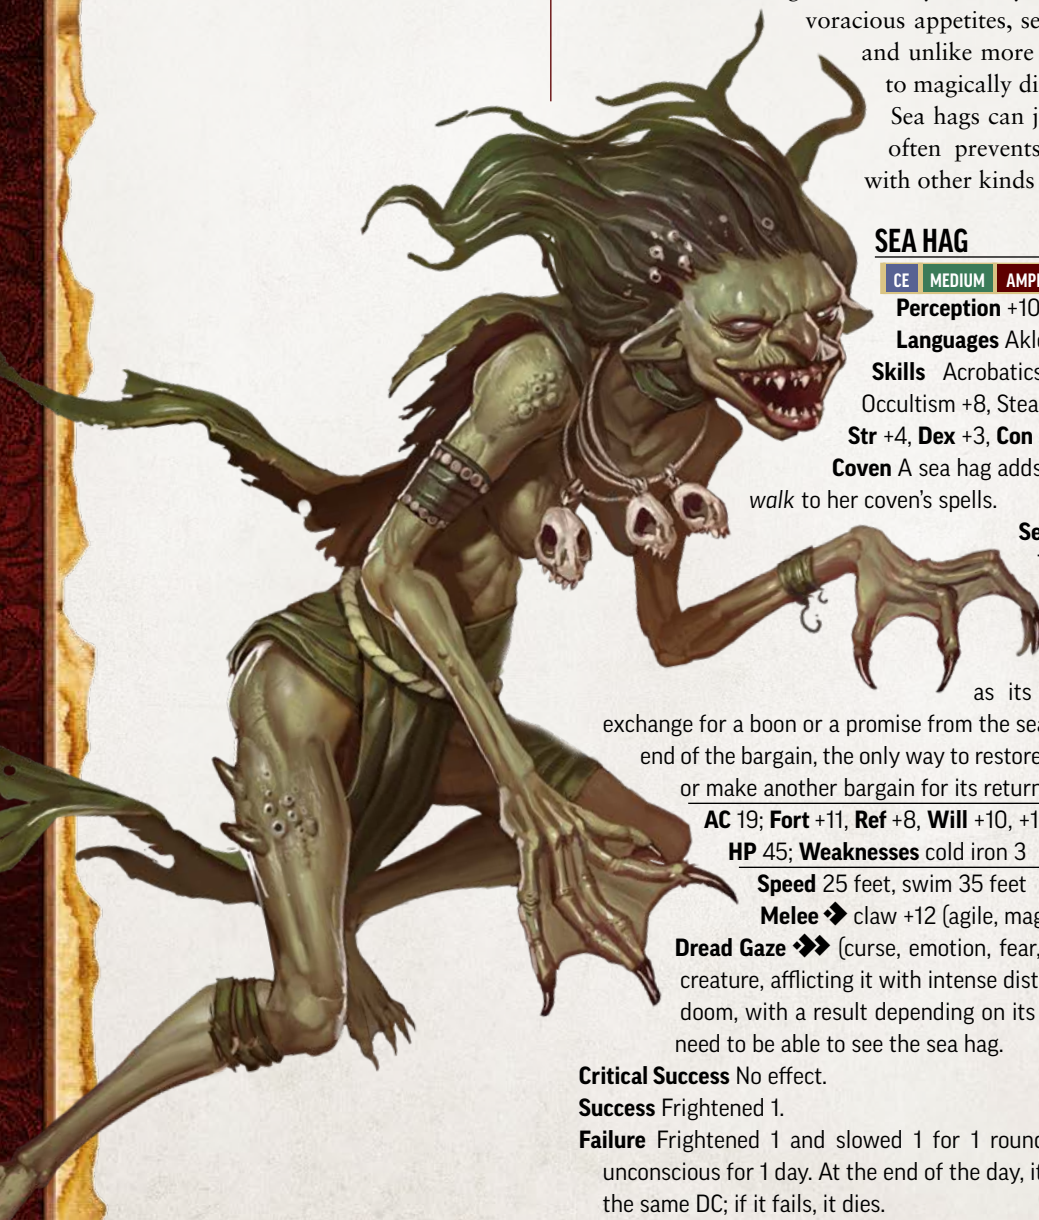 voracious appetites, se
and unlike more
to magically di
Sea hags can j
often prevents
with other kinds
SEA HAG
CE MEDIUM AMPH
Perception +10
Languages Akl
Skills Acrobatics
Occultism +8, Stea
Str +4, Dex +3, Con
Coven A sea hag adds
walk to her coven's spells.
Se
as its
exchange for a boon or a promise from the sea
end of the bargain, the only way to restore
or make another bargain for its return
AC 19; Fort +11, Ref +8, Will +10, +1
HP 45; Weaknesses cold iron 3
Speed 25 feet, swim 35 feet
Melee claw +12 (agile, mag
Dread Gaze (curse, emotion, fear,
creature, afflicting it with intense dist
doom, with a result depending on its
need to be able to see the sea hag.
Critical Success No effect.
Success Frightened 1.
Failure Frightened 1 and slowed 1 for 1 round
unconscious for 1 day. At the end of the day, it
the same DC; if it fails, it dies.